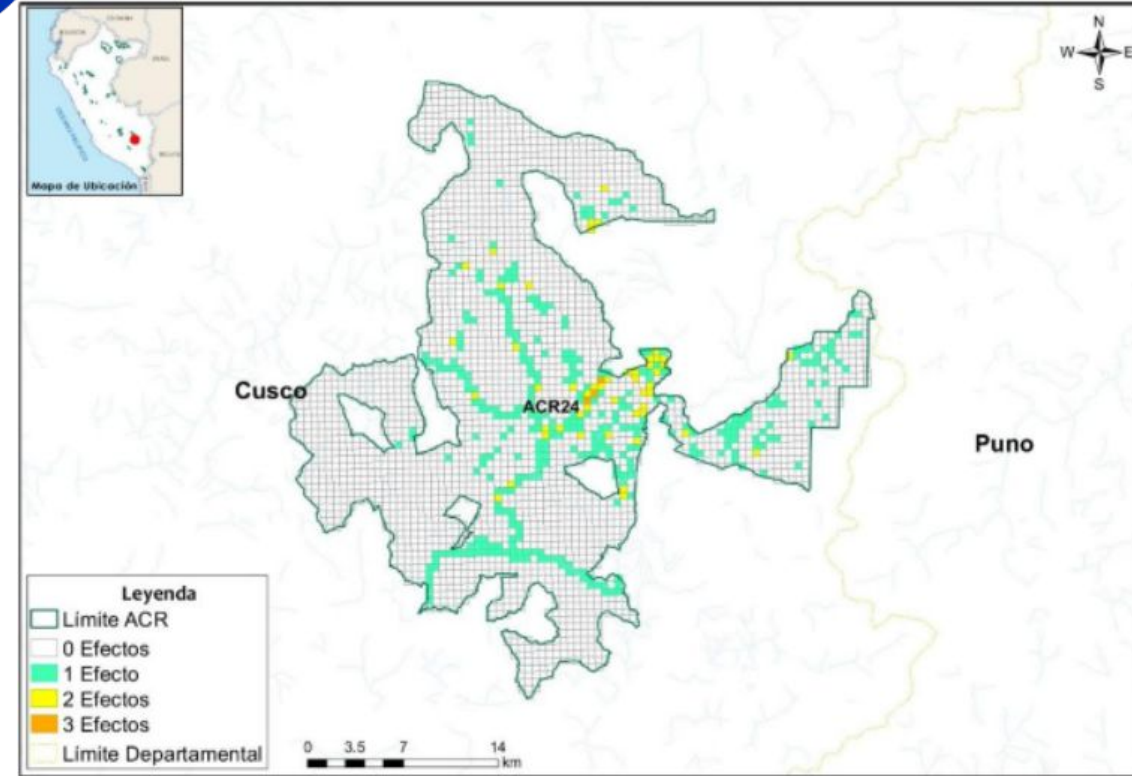 Mapa de Ubicación
N
W E
S
Cusco
ACR24
Puno
Leyenda
Límite ACR
0 Efectos
1 Efecto
2 Efectos
3 Efectos
Límite Departamental
0 3.5 7 14
km